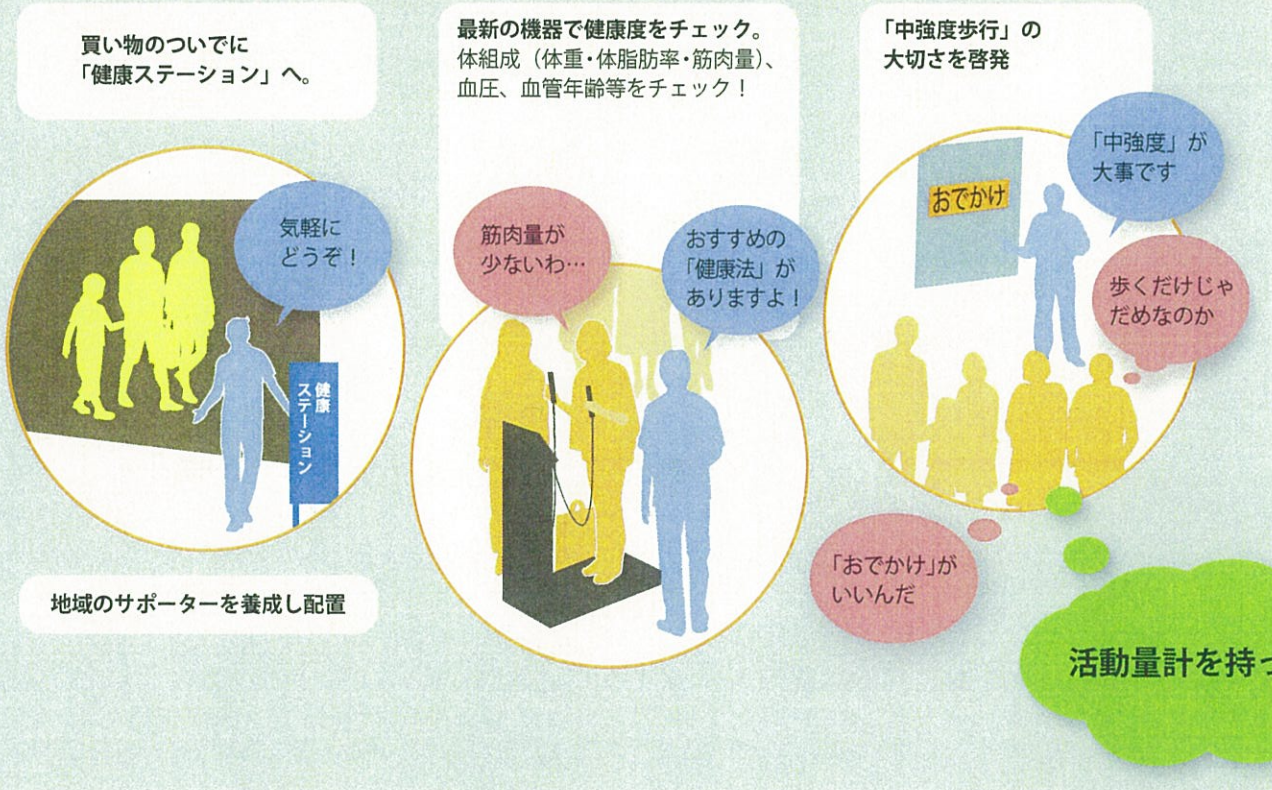 買い物のついでに
「健康ステーション」へ。
気軽に
どうぞ！
健康
ステーション
地域のサポーターを養成し配置
最新の機器で健康度をチェック。
体組成（体重・体脂肪率・筋肉量）、
血圧、血管年齢等をチェック！
筋肉量が
少ないわ…
おすすめの
「健康法」が
ありますよ！
「中強度歩行」の
大切さを啓発
おでかけ
「中強度」が
大事です
歩くだけじゃ
だめなのか
「おでかけ」が
いいんだ
活動量計を持っ